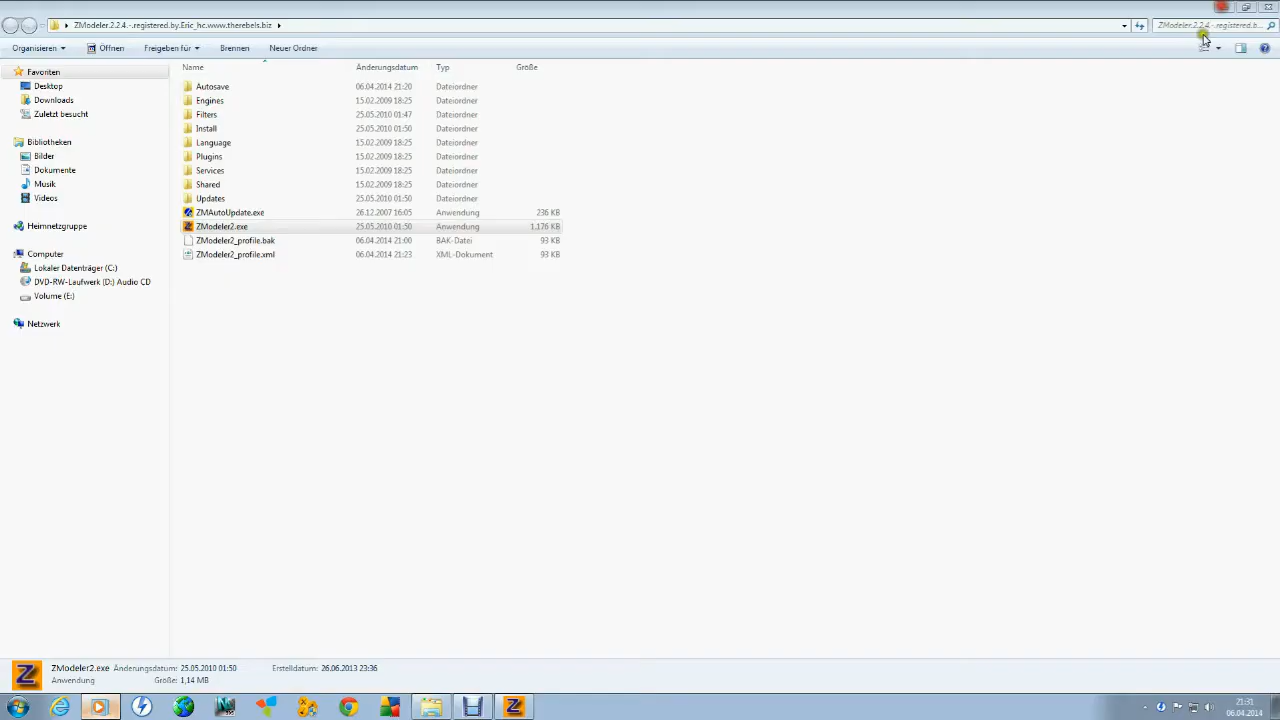 ZModeler.2.2.4.-.registered.by.Eric_hc.www.therebels.biz
ZModeler.2.2.4.-.registered.b...
Organisieren
Öffnen
Freigeben für
Brennen
Neuer Ordner
Favoriten
Desktop
Downloads
Zuletzt besucht
Bibliotheken
Bilder
Dokumente
Musik
Videos
Heimnetzgruppe
Computer
Lokaler Datenträger (C:)
DVD-RW-Laufwerk (D:) Audio CD
Volume (E:)
Netzwerk
Name Änderungsdatum Typ Größe
Autosave 06.04.2014 21:20 Dateiordner
Engines 15.02.2009 18:25 Dateiordner
Filters 25.05.2010 01:47 Dateiordner
Install 25.05.2010 01:50 Dateiordner
Language 15.02.2009 18:25 Dateiordner
Plugins 15.02.2009 18:25 Dateiordner
Services 15.02.2009 18:25 Dateiordner
Shared 15.02.2009 18:25 Dateiordner
Updates 25.05.2010 01:50 Dateiordner
ZMAutoUpdate.exe 26.12.2007 16:05 Anwendung 236 KB
ZModeler2.exe 25.05.2010 01:50 Anwendung 1.176 KB
ZModeler2_profile.bak 06.04.2014 21:00 BAK-Datei 93 KB
ZModeler2_profile.xml 06.04.2014 21:23 XML-Dokument 93 KB
ZModeler2.exe Änderungsdatum: 25.05.2010 01:50 Erstelldatum: 26.06.2013 23:36
Anwendung Größe: 1,14 MB
21:31
06.04.2014